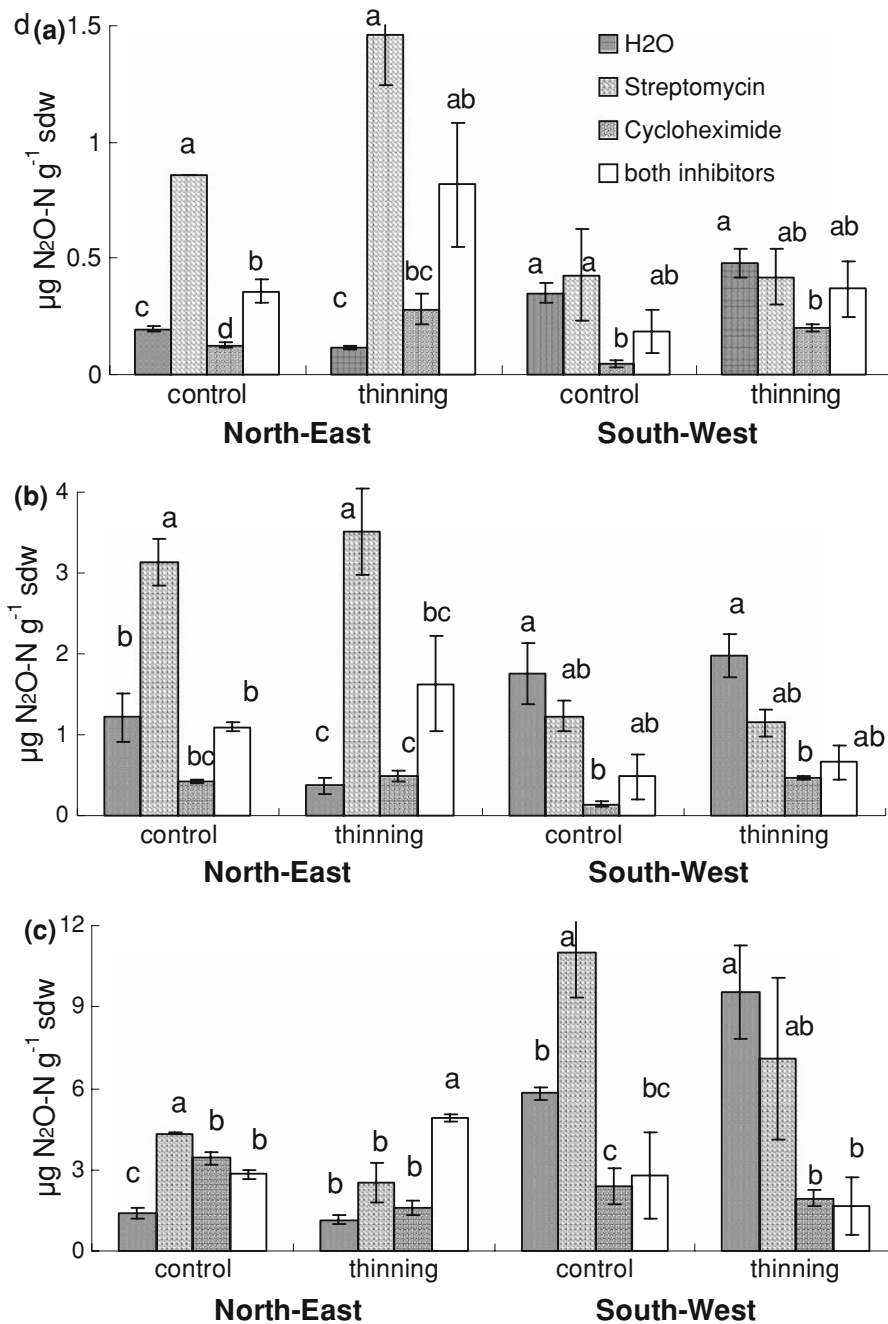 d (a)
1.5
1
0.5
0
µg N2O-N g-1 sdw
H2O
Streptomycin
Cycloheximide
both inhibitors
c a d b
c a bc ab
a a b ab
a ab b ab
control thinning control thinning
North-East South-West
(b)
4
3
2
1
0
µg N2O-N g-1 sdw
b a bc b
c a c bc
a ab b ab
a ab b ab
control thinning control thinning
North-East South-West
(c)
12
9
6
3
0
µg N2O-N g-1 sdw
c a b b
b b b a
b a c bc
a ab b b
control thinning control thinning
North-East South-West